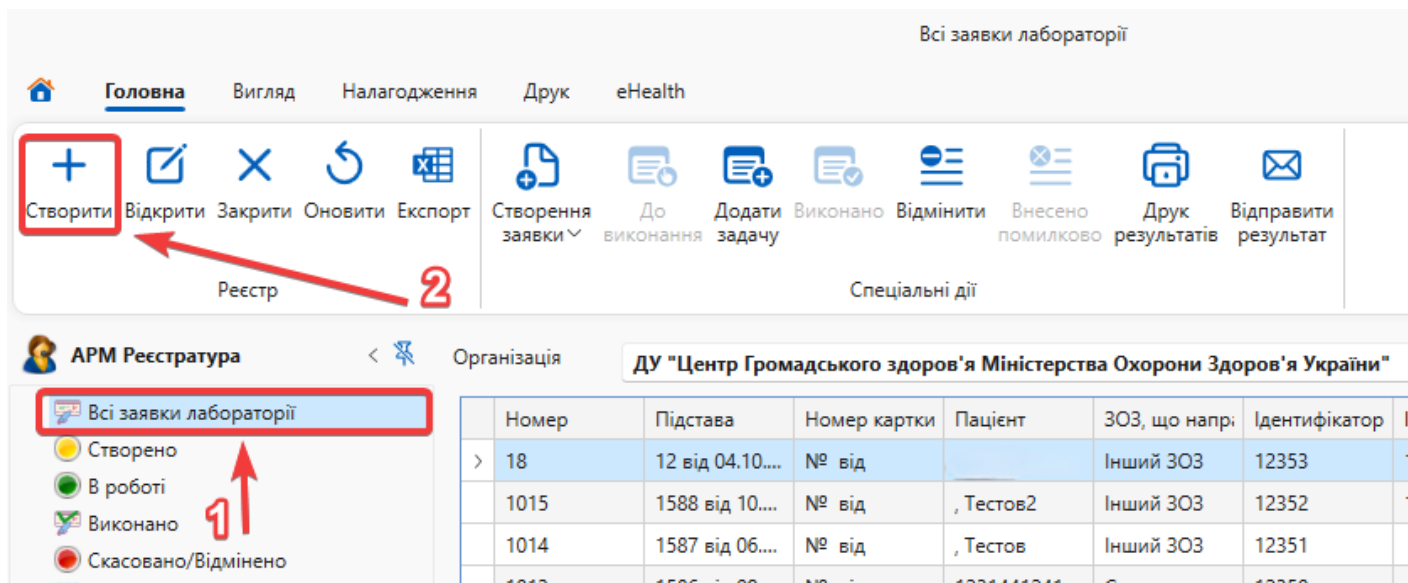 Всі заявки лабораторії
Головна Вигляд Налагодження Друк eHealth
Створити Відкрити Закрити Оновити Експорт Створення заявки До виконання Додати задачу Виконано Відмінити Внесено помилково Друк результатів Відправити результат
Реєстр 2 Спеціальні дії
АРМ Реєстратура Організація ДУ "Центр Громадського здоров'я Міністерства Охорони Здоров'я України"
Всі заявки лабораторії
Створено
В роботі
1
Виконано
Скасовано/Відмінено
Номер Підстава Номер картки Пацієнт ЗОЗ, що напра Ідентифікатор
18 12 від 04.10.... № від Інший ЗОЗ 12353
1015 1588 від 10.... № від , Тестов2 Інший ЗОЗ 12352
1014 1587 від 06.... № від , Тестов Інший ЗОЗ 12351